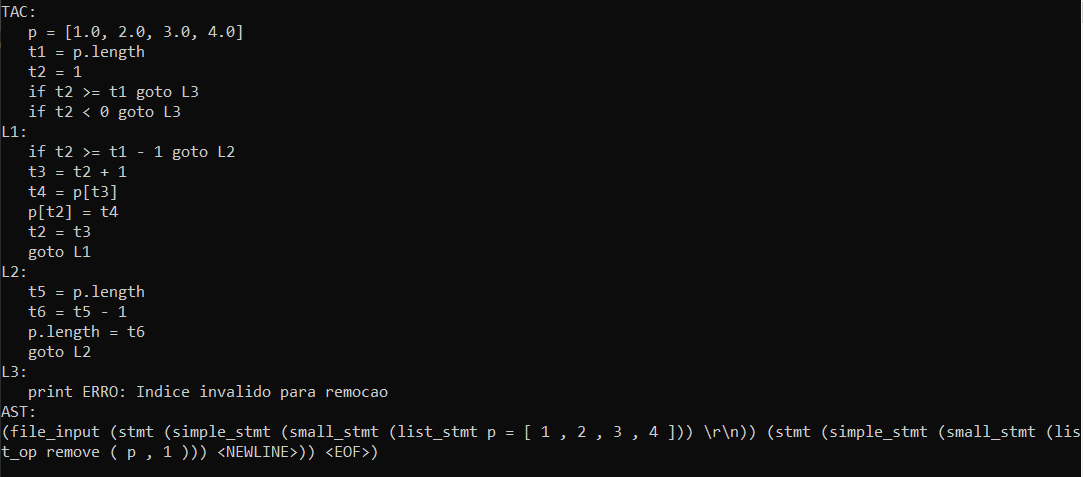 TAC:
p = [1.0, 2.0, 3.0, 4.0]
t1 = p.length
t2 = 1
if t2 >= t1 goto L3
if t2 < 0 goto L3
L1:
if t2 >= t1 - 1 goto L2
t3 = t2 + 1
t4 = p[t3]
p[t2] = t4
t2 = t3
goto L1
L2:
t5 = p.length
t6 = t5 - 1
p.length = t6
goto L2
L3:
print ERRO: Indice invalido para remocao
AST:
(file_input (stmt (simple_stmt (small_stmt (list_stmt p = [ 1 , 2 , 3 , 4 ])) \r\n)) (stmt (simple_stmt (small_stmt (lis
t_op remove ( p , 1 ))) <NEWLINE>)) <EOF>)